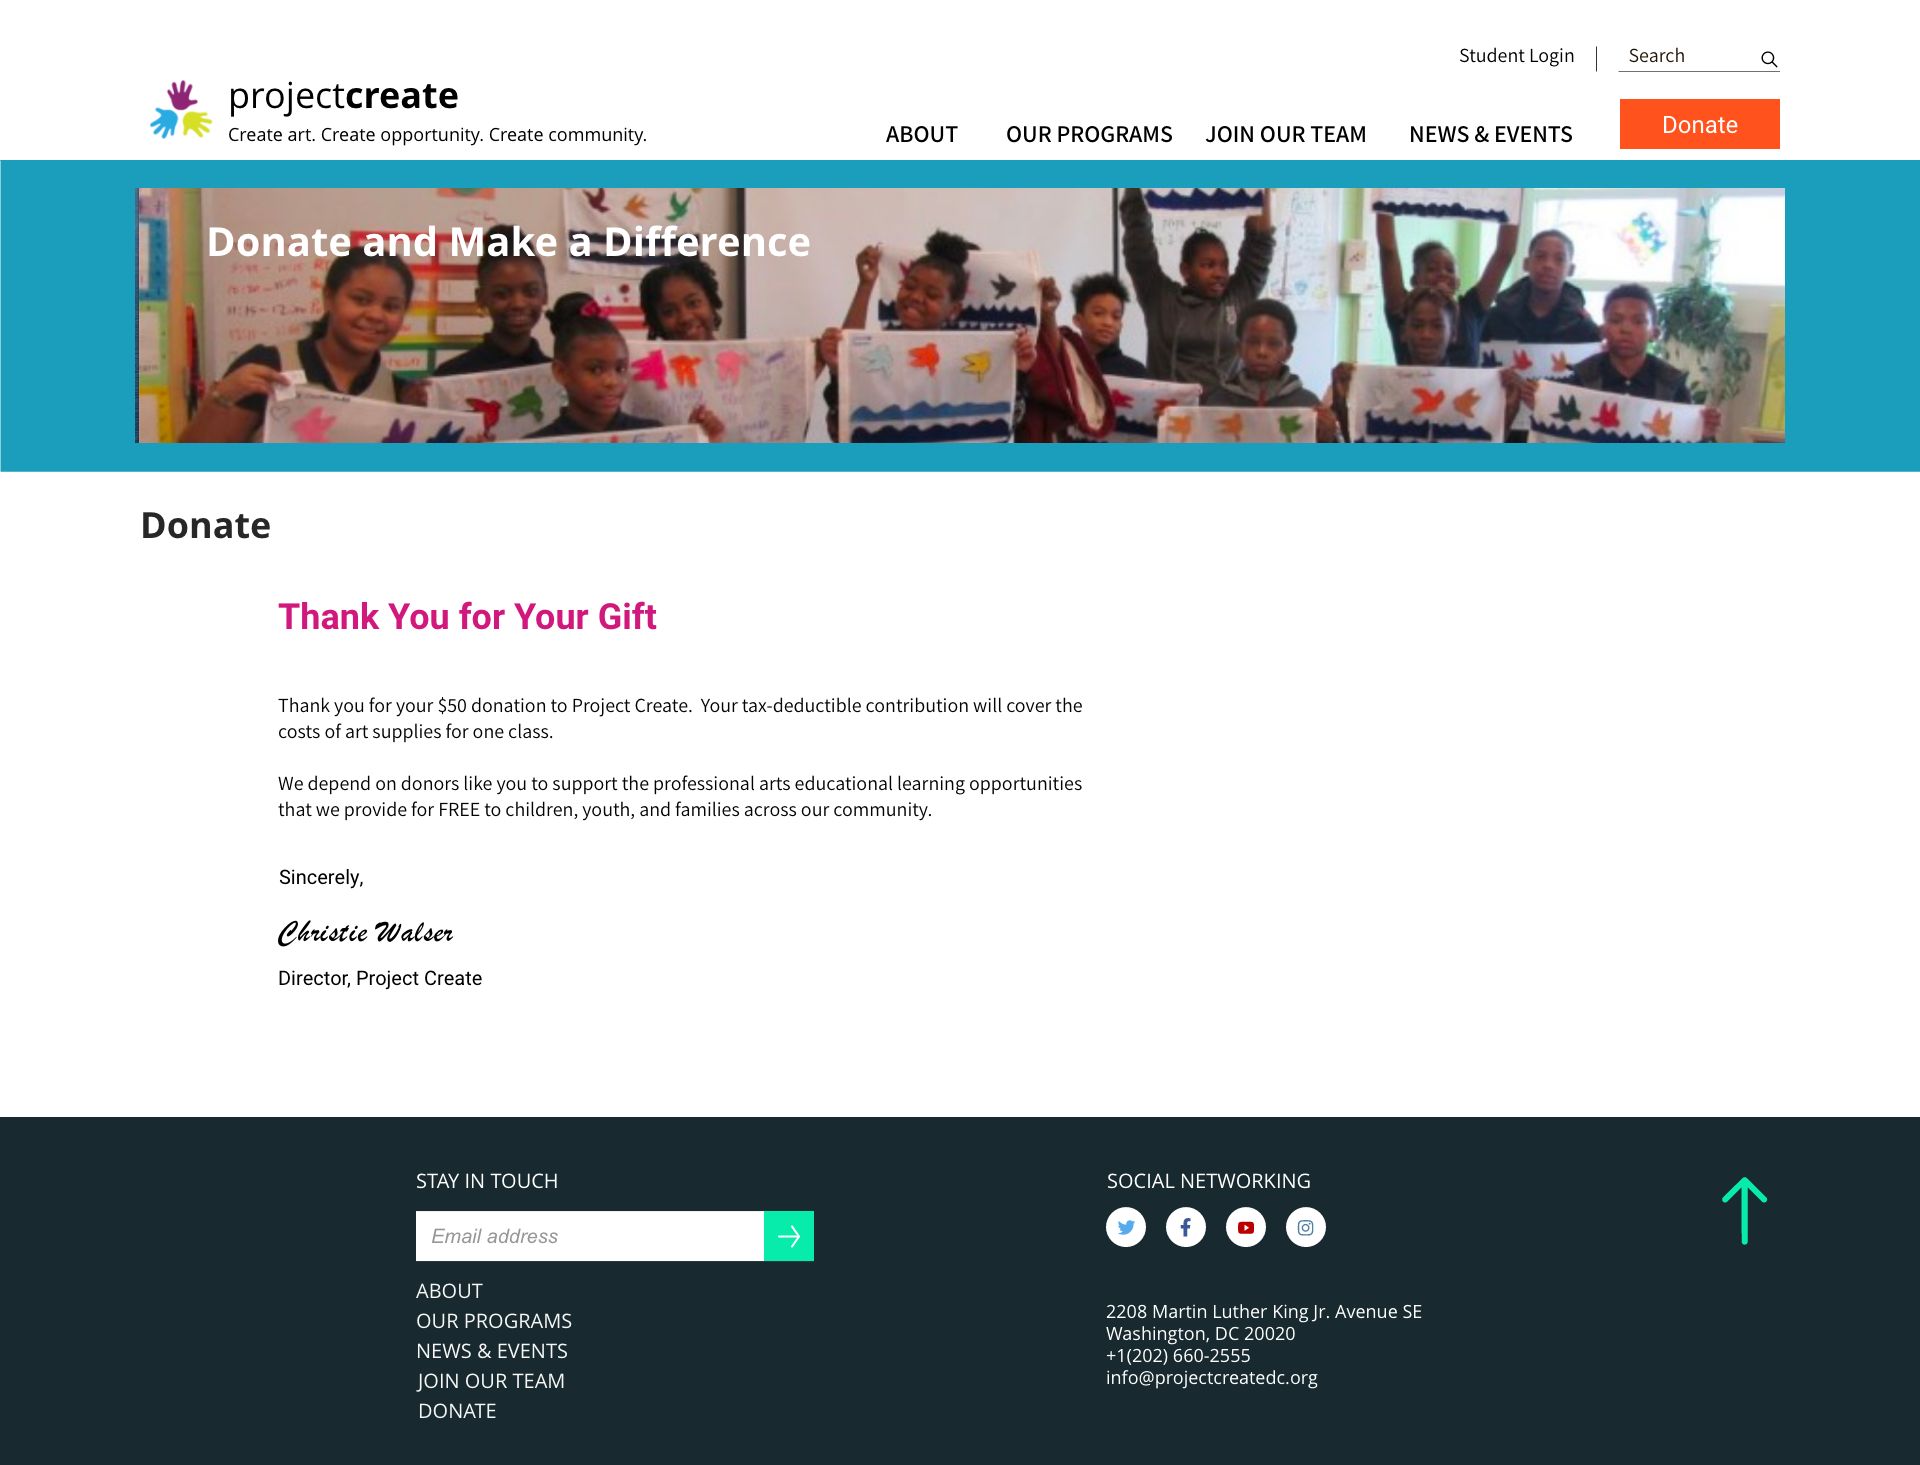 Student Login
Search
projectcreate
Create art. Create opportunity. Create community.
ABOUT
OUR PROGRAMS
JOIN OUR TEAM
NEWS & EVENTS
Donate
Donate and Make a Difference
Donate
Thank You for Your Gift
Thank you for your $50 donation to Project Create.  Your tax-deductible contribution will cover the
costs of art supplies for one class.
We depend on donors like you to support the professional arts educational learning opportunities
that we provide for FREE to children, youth, and families across our community.
Sincerely,
Christie Walser
Director, Project Create
STAY IN TOUCH
Email address
ABOUT
OUR PROGRAMS
NEWS & EVENTS
JOIN OUR TEAM
DONATE
SOCIAL NETWORKING
2208 Martin Luther King Jr. Avenue SE
Washington, DC 20020
+1(202) 660-2555
info@projectcreatedc.org